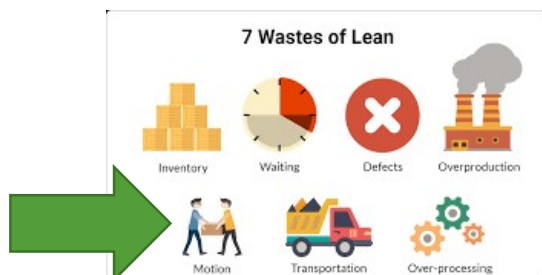 7 Wastes of Lean
Inventory Waiting Defects Overproduction
Motion Transportation Over-processing